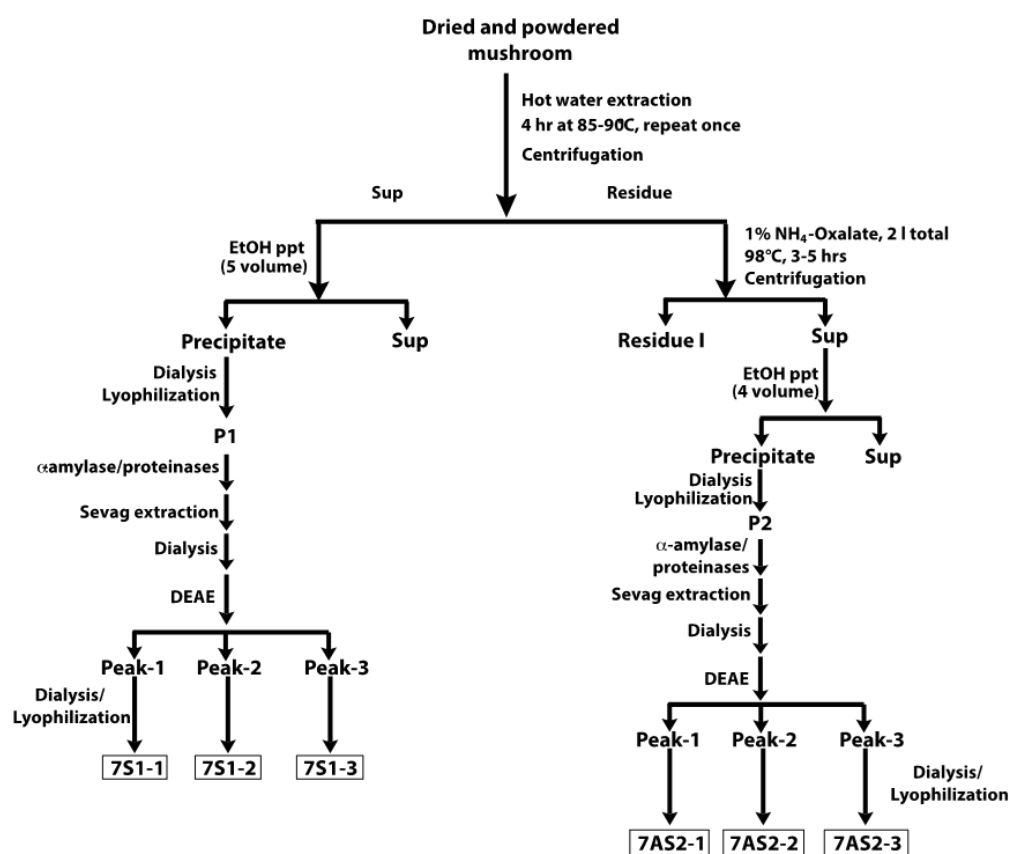 Dried and powdered
mushroom
Hot water extraction
4 hr at 85-90°C, repeat once
Centrifugation
Sup
Residue
EtOH ppt
(5 volume)
1% NH₄-Oxalate, 2 l total
98°C, 3-5 hrs
Centrifugation
Precipitate
Sup
Residue I
Sup
Dialysis
Lyophilization
EtOH ppt
(4 volume)
P1
Precipitate
Sup
αamylase/proteinases
Dialysis
Lyophilization
Sevag extraction
P2
Dialysis
α-amylase/
proteinases
DEAE
Sevag extraction
Dialysis
Peak-1
Peak-2
Peak-3
DEAE
Dialysis/
Lyophilization
Peak-1
Peak-2
Peak-3
7S1-1
7S1-2
7S1-3
Dialysis/
Lyophilization
7AS2-1
7AS2-2
7AS2-3